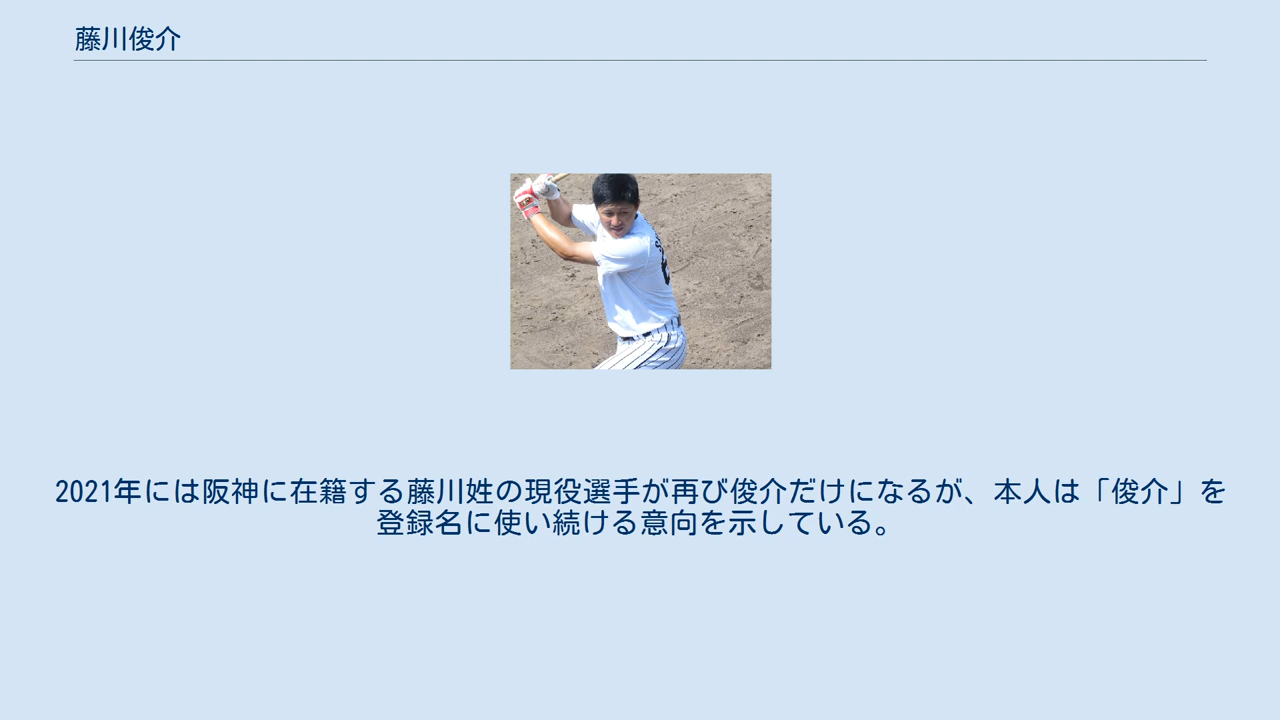 藤川俊介
2021年には阪神に在籍する藤川姓の現役選手が再び俊介だけになるが、本人は「俊介」を
登録名に使い続ける意向を示している。